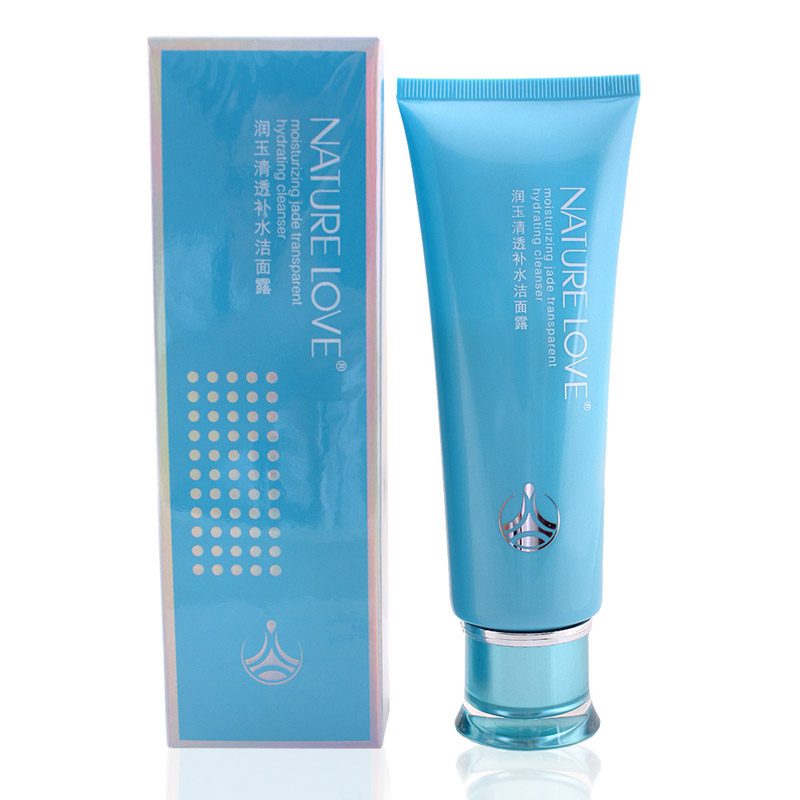 NATURE LOVE®
moisturizing jade transparent
hydrating cleanser
润玉清透补水洁面露
NATURE LOVE®
moisturizing jade transparent
hydrating cleanser
润玉清透补水洁面露